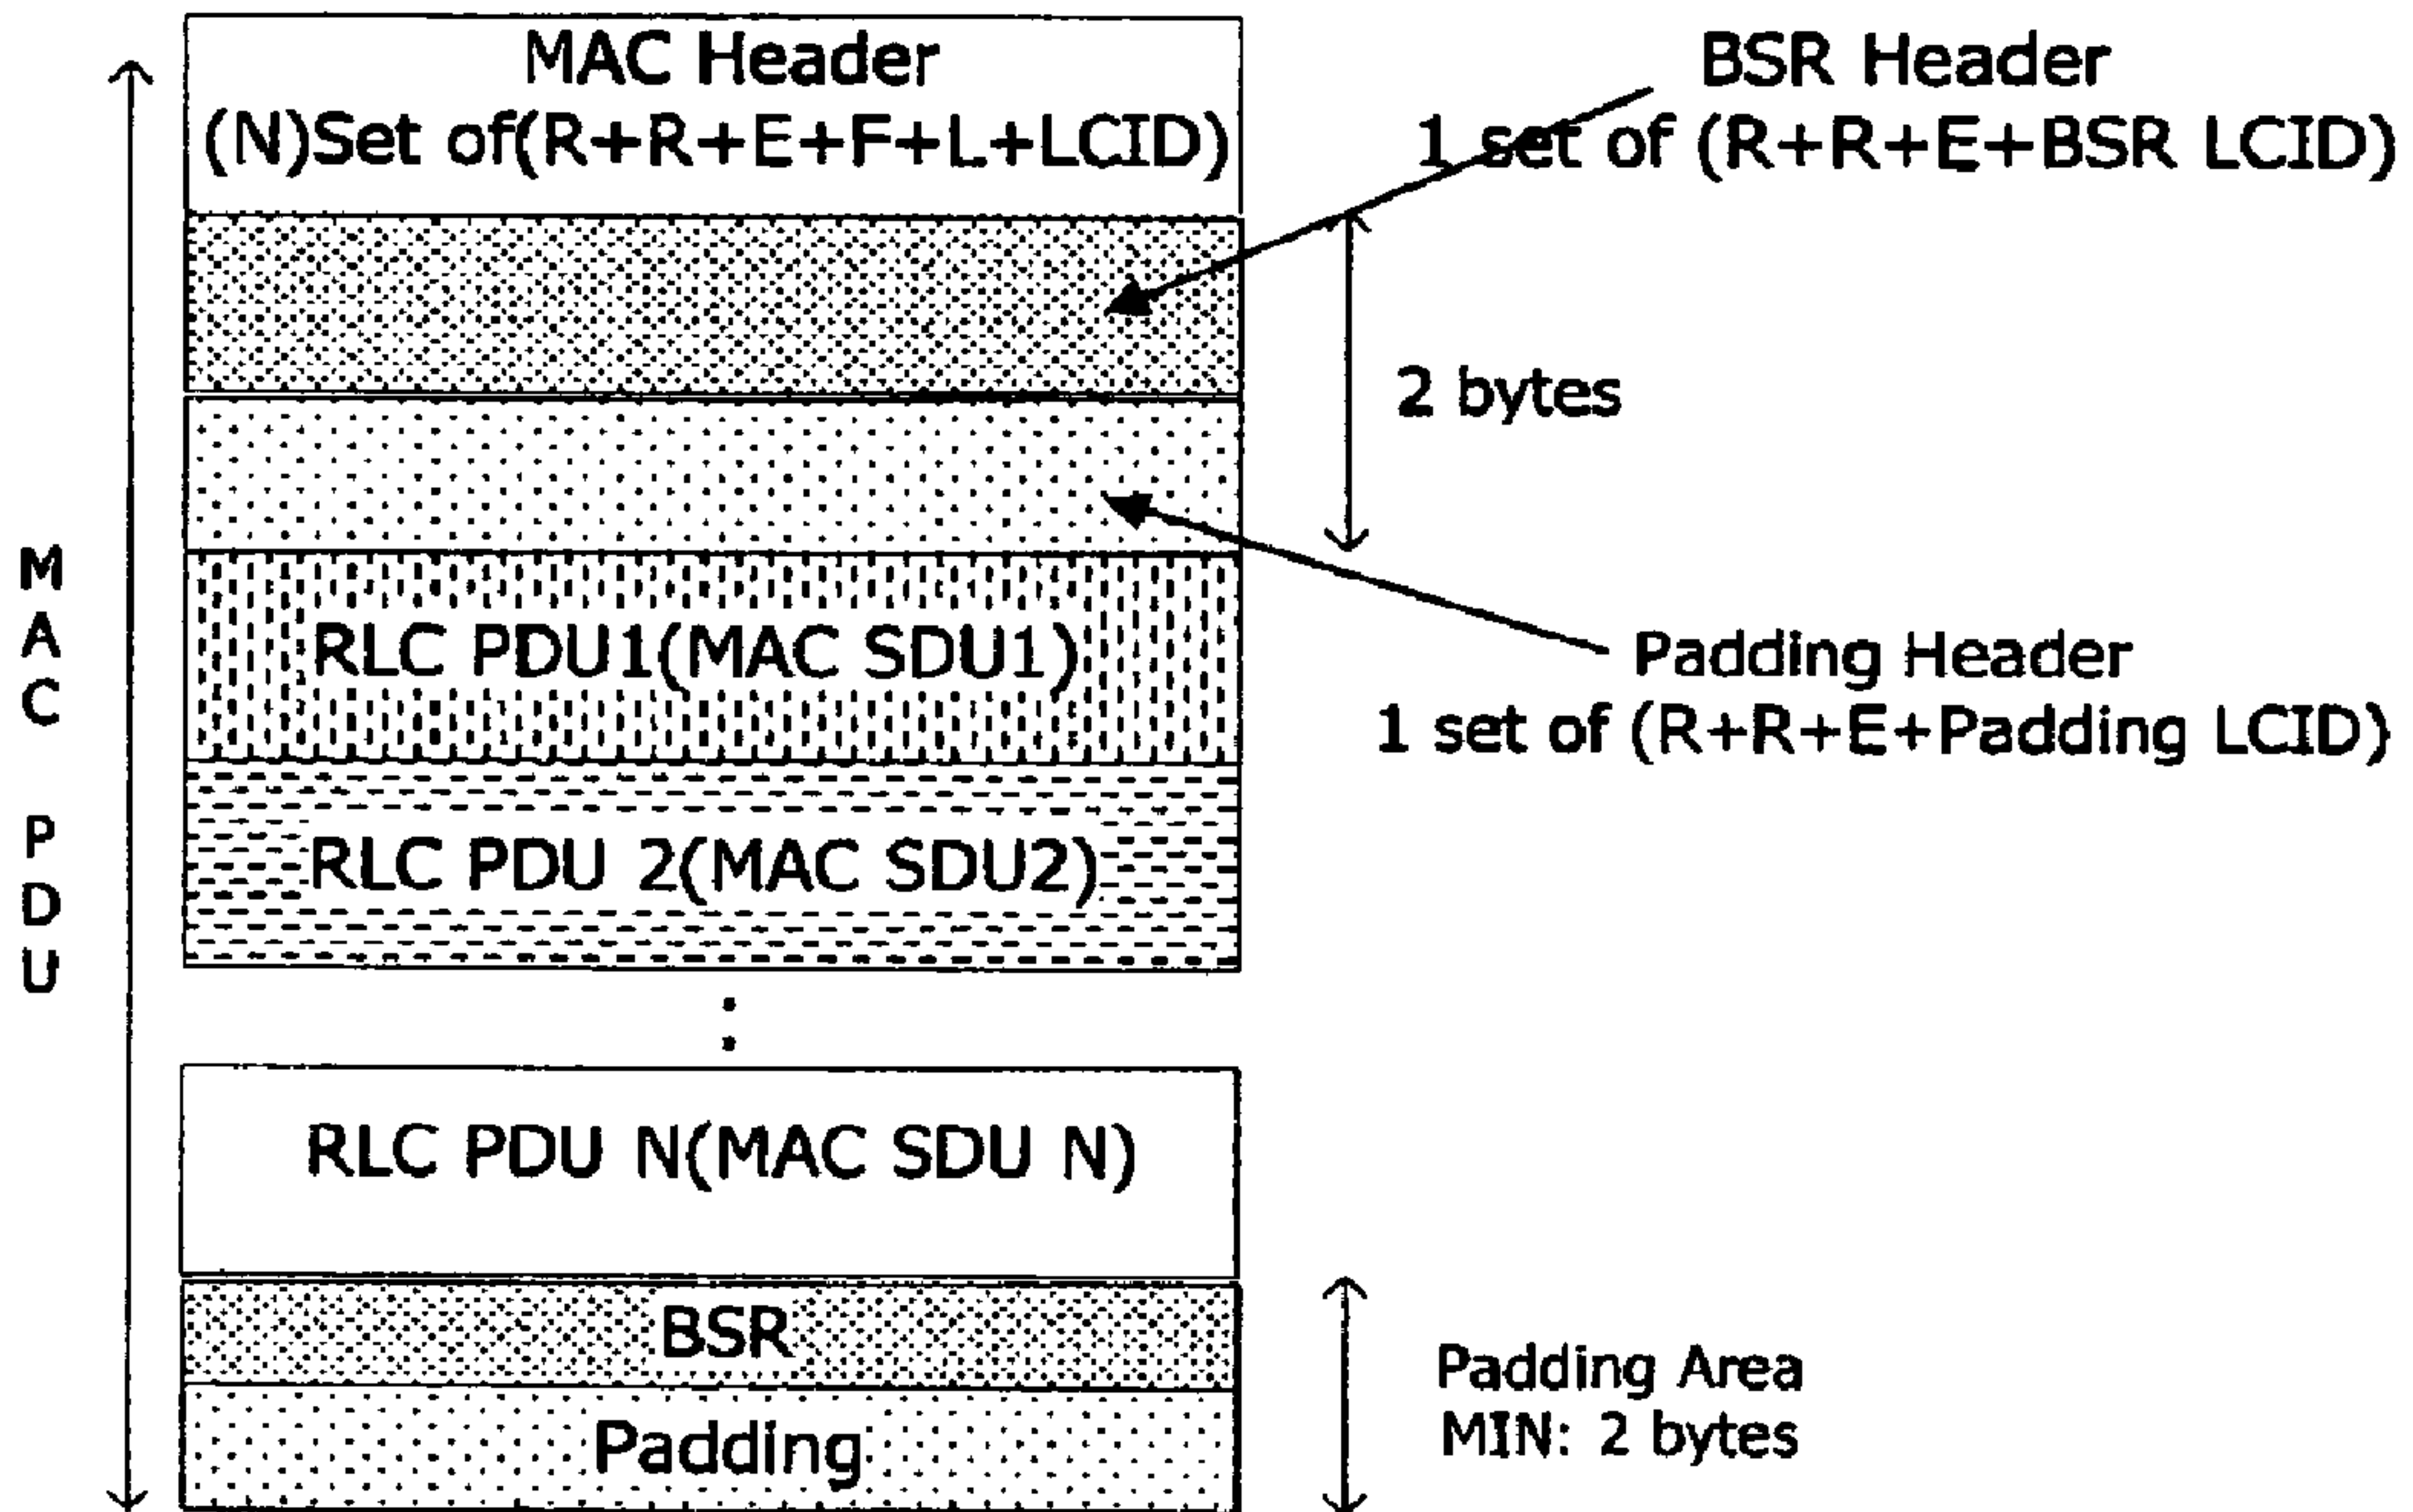 MAC Header
(N)Set of(R+R+E+F+L+LCID)
BSR Header
1 set of (R+R+E+BSR LCID)
2 bytes
MAC PDU
RLC PDU1(MAC SDU1)
Padding Header
1 set of (R+R+E+Padding LCID)
RLC PDU 2(MAC SDU2)
:
RLC PDU N(MAC SDU N)
BSR
Padding
Padding Area
MIN: 2 bytes